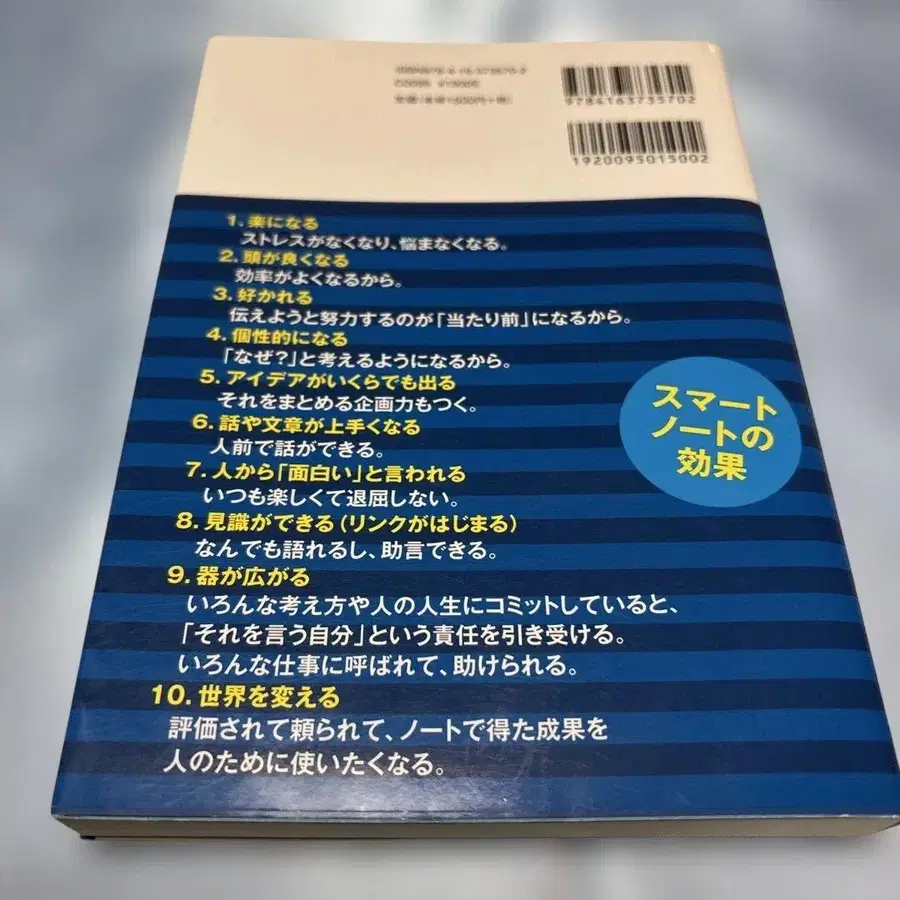 9784163735702
1920095015002
1. 楽になる
ストレスがなくなり、悩まなくなる。
2. 頭が良くなる
効率がよくなるから。
3. 好かれる
伝えようと努力するのが「当たり前」になるから。
4. 個性的になる
「なぜ?」と考えるようになるから。
5. アイデアがいくらでも出る
それをまとめる企画力もつく。
6. 話や文章が上手くなる
人前で話ができる。
7. 人から「面白い」と言われる
いつも楽しくて退屈しない。
8. 見識ができる(リンクがはじまる)
なんでも語れるし、助言できる。
9. 器が広がる
いろんな考え方や人の人生にコミットしていると、
「それを言う自分」という責任を引き受ける。
いろんな仕事に呼ばれて、助けられる。
10. 世界を変える
評価されて頼られて、ノートで得た成果を
人のために使いたくなる。
スマート
ノートの
効果